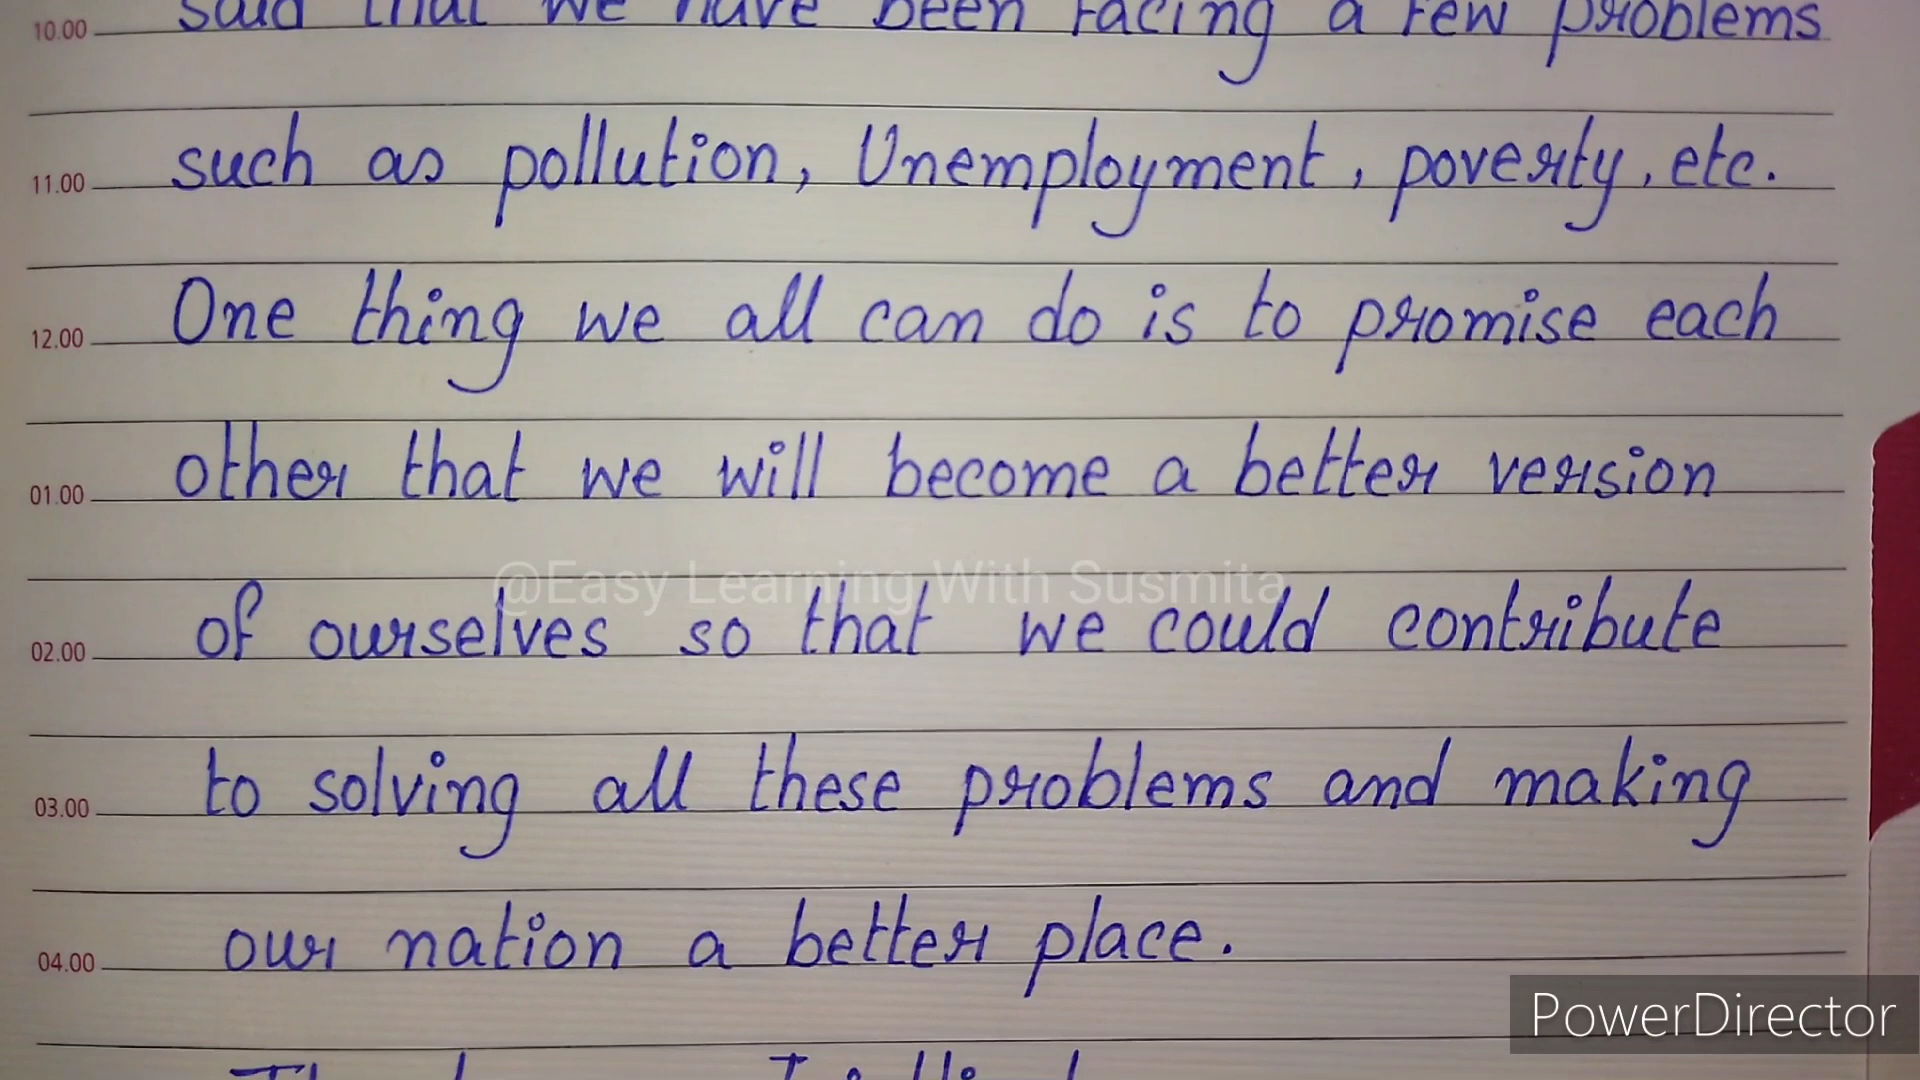 10.00 said that we have been facing a few problems
11.00 such as pollution, Unemployment, poverty, etc.
12.00 One thing we all can do is to promise each
01.00 other that we will become a better version
@Easy Learning With Susmita
02.00 of ourselves so that we could contribute
03.00 to solving all these problems and making
04.00 our nation a better place.
PowerDirector